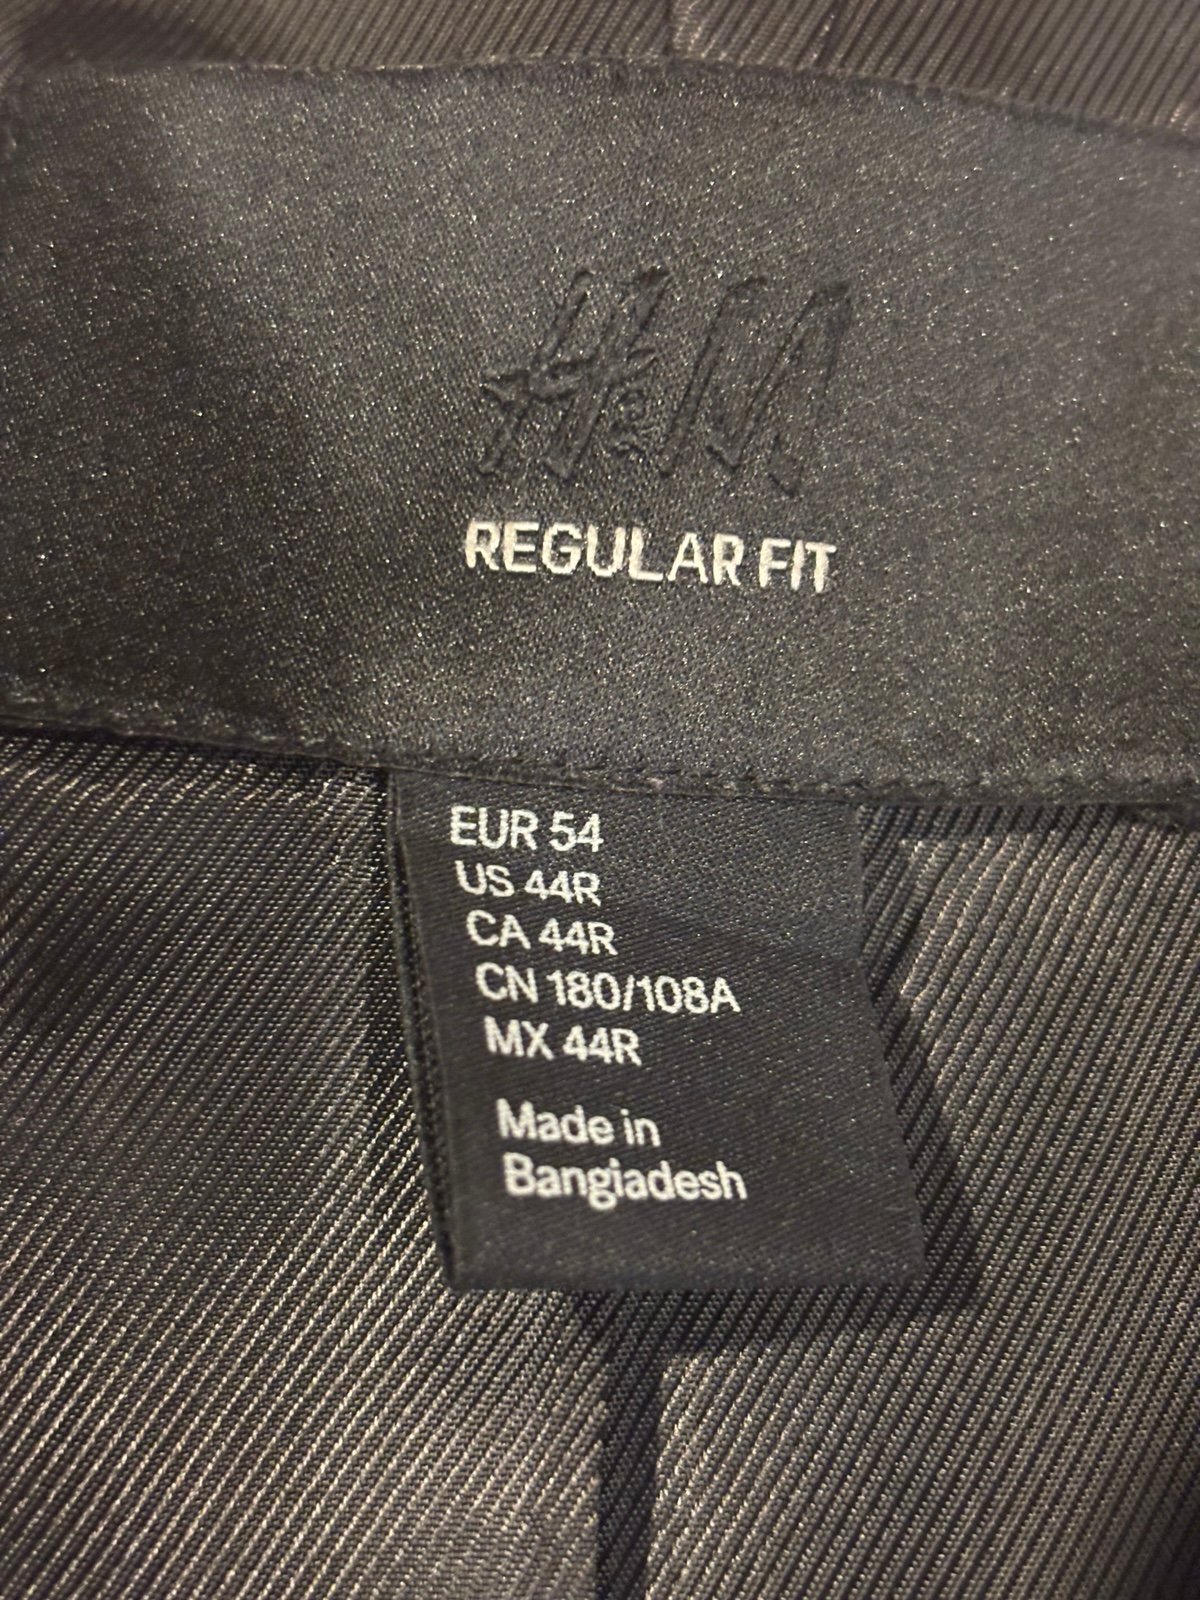 H&M
REGULAR FIT
EUR 54
US 44R
CA 44R
CN 180/108A
MX 44R
Made in
Bangladesh